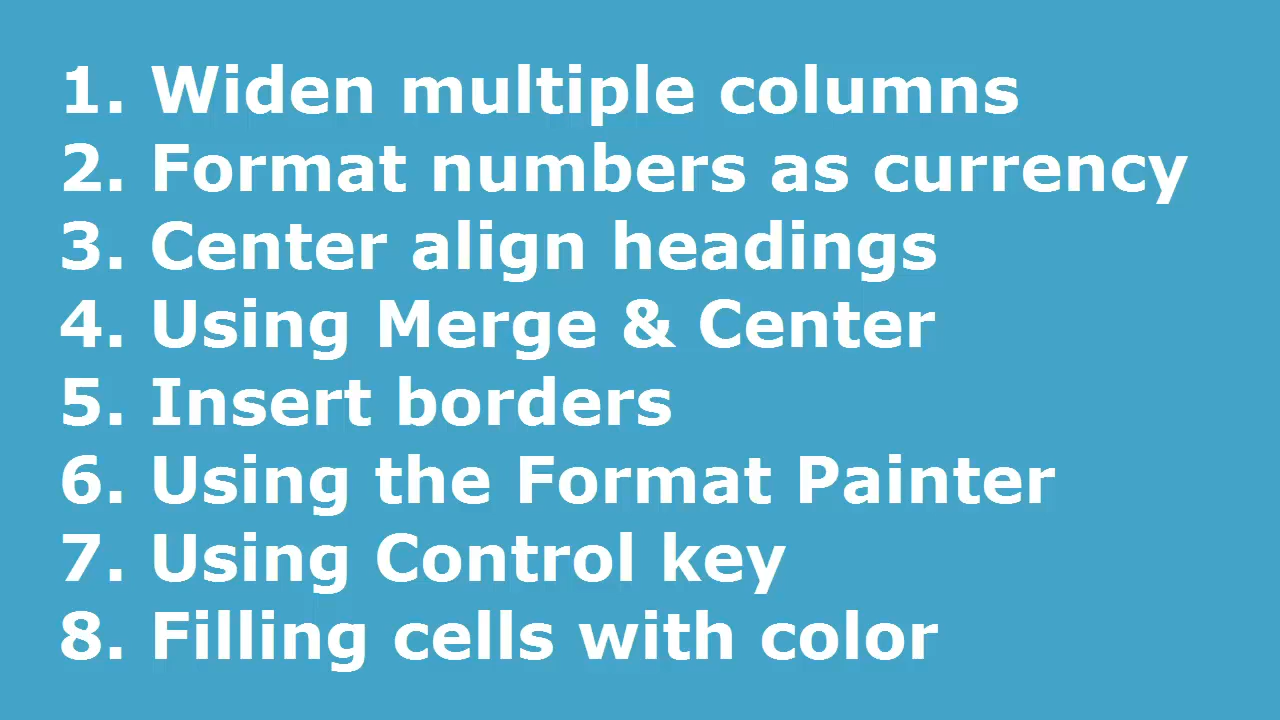 1. Widen multiple columns
2. Format numbers as currency
3. Center align headings
4. Using Merge & Center
5. Insert borders
6. Using the Format Painter
7. Using Control key
8. Filling cells with color